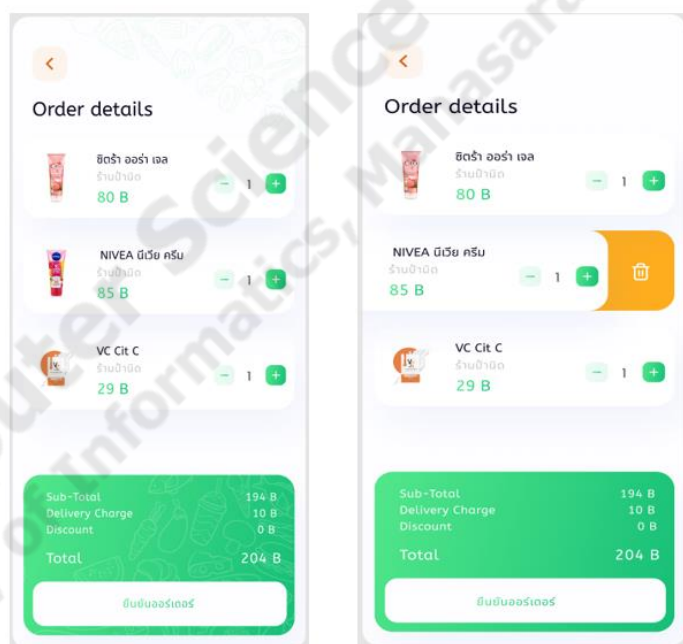 Order details
ซิตร้า ออร่า เจล
ร้านป้านิด
80 B
1
NIVEA นีเวีย ครีม
ร้านป้านิด
85 B
1
VC Cit C
ร้านป้านิด
29 B
1
Sub-Total 194 B
Delivery Charge 10 B
Discount 0 B
Total 204 B
ยืนยันออร์เตอร์
Order details
ซิตร้า ออร่า เจล
ร้านป้านิด
80 B
1
NIVEA นีเวีย ครีม
ร้านป้านิด
85 B
1
VC Cit C
ร้านป้านิด
29 B
1
Sub-Total 194 B
Delivery Charge 10 B
Discount 0 B
Total 204 B
ยืนยันออร์เตอร์
Science
of Informatics, Mahasara